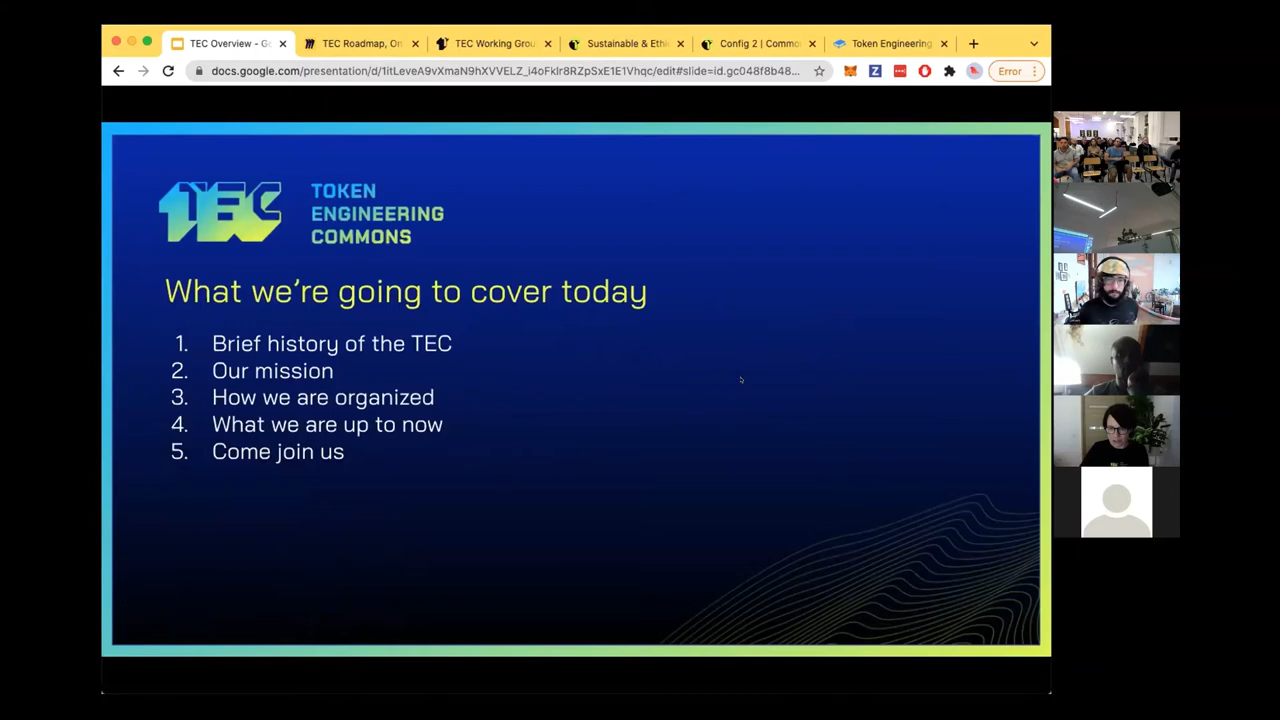 TEC Overview - Go
TEC Roadmap, On
TEC Working Grou
Sustainable & Ethi
Config 2 | Commo
Token Engineering
docs.google.com/presentation/d/1itLeveA9vXmaN9hXVVELZ_i4oFklr8RZpSxE1E1Vhqc/edit#slide=id.gc048f8b48...
Error
TEC
TOKEN
ENGINEERING
COMMONS
What we're going to cover today
1. Brief history of the TEC
2. Our mission
3. How we are organized
4. What we are up to now
5. Come join us